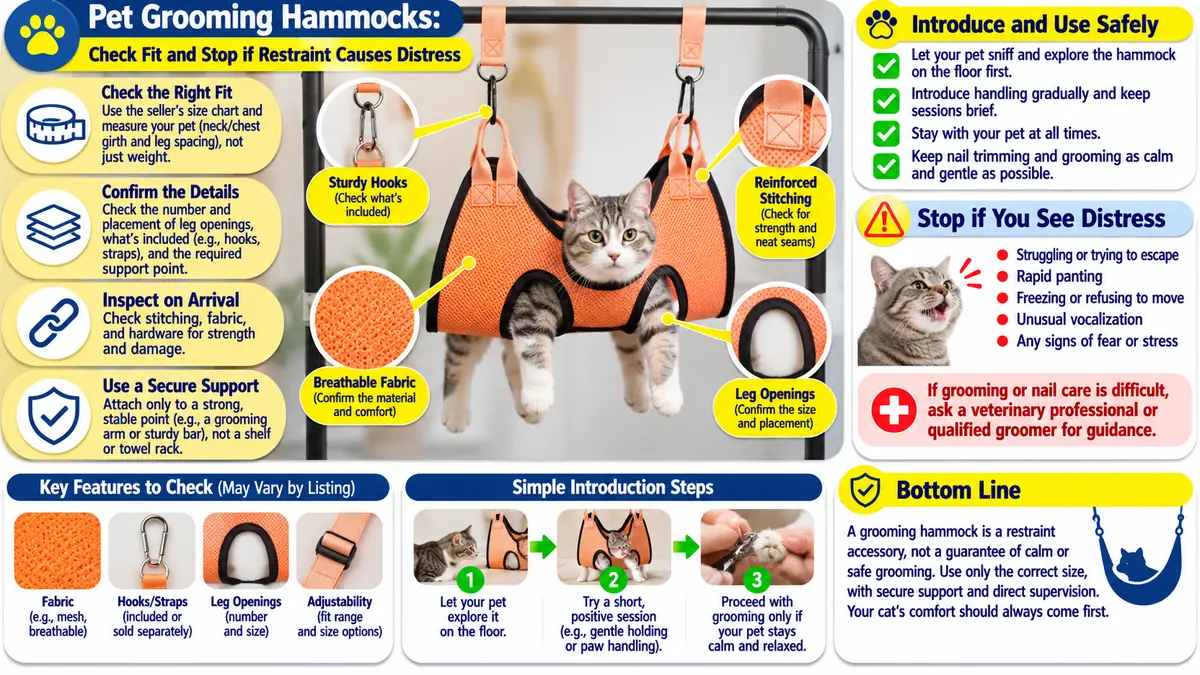 Pet Grooming Hammocks:
Check Fit and Stop if Restraint Causes Distress
Check the Right Fit
Use the seller's size chart and
measure your pet (neck/chest
girth and leg spacing), not
just weight.
Confirm the Details
Check the number and
placement of leg openings,
what's included (e.g., hooks,
straps), and the required
support point.
Inspect on Arrival
Check stitching, fabric,
and hardware for strength
and damage.
Use a Secure Support
Attach only to a strong,
stable point (e.g., a grooming
arm or sturdy bar), not a shelf
or towel rack.
Sturdy Hooks
(Check what's
included)
Breathable Fabric
(Confirm the material
and comfort)
Reinforced
Stitching
(Check for
strength and
neat seams)
Leg Openings
(Confirm the size
and placement)
Introduce and Use Safely
Let your pet sniff and explore the hammock
on the floor first.
Introduce handling gradually and keep
sessions brief.
Stay with your pet at all times.
Keep nail trimming and grooming as calm
and gentle as possible.
Stop if You See Distress
Struggling or trying to escape
Rapid panting
Freezing or refusing to move
Unusual vocalization
Any signs of fear or stress
If grooming or nail care is difficult,
ask a veterinary professional or
qualified groomer for guidance.
Key Features to Check (May Vary by Listing)
Fabric
(e.g., mesh,
breathable)
Hooks/Straps
(included or
sold separately)
Leg Openings
(number
and size)
Adjustability
(fit range
and size options)
Simple Introduction Steps
1
Let your pet
explore it
on the floor.
2
Try a short,
positive session
(e.g., gentle holding
or paw handling).
3
Proceed with
grooming only if
your pet stays
calm and relaxed.
Bottom Line
A grooming hammock is a restraint
accessory, not a guarantee of calm or
safe grooming. Use only the correct size,
with secure support and direct supervision.
Your cat's comfort should always come first.